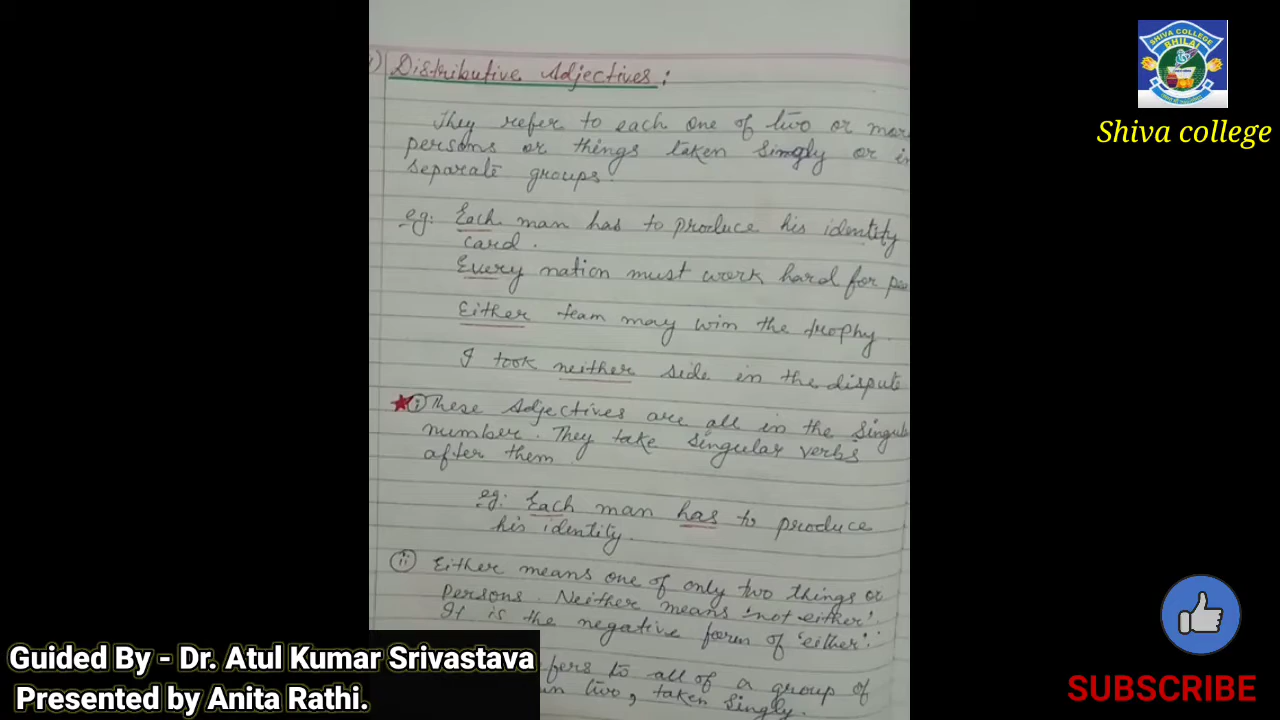 i) Distributive Adjectives:
They refer to each one of two or mor
persons or things taken singly or in
separate groups.
eg: Each man has to produce his identity
card.
Every nation must work hard for
Either team may win the trophy.
I took neither side in the dispute
i These Adjectives are all in the Singul
number. They take singular verbs
after them
eg: Each man has to produce
his identity.
ii Either means one of only two things or
persons. Neither means 'not either'.
It is the negative form of 'either'.
to all of a group of
two, taken singly.
SHIVA COLLEGE
BHILAI
Shiva college
Guided By - Dr. Atul Kumar Srivastava
Presented by Anita Rathi.
SUBSCRIBE